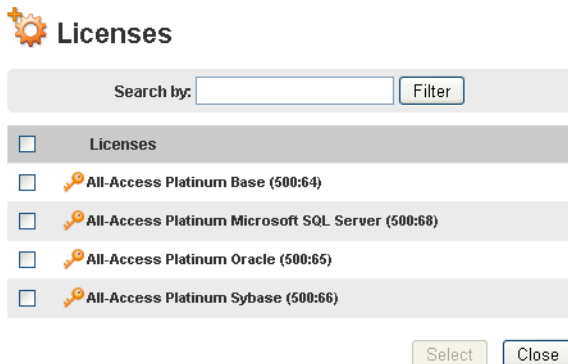 Licenses
Search by: Filter
Licenses
All-Access Platinum Base (500:64)
All-Access Platinum Microsoft SQL Server (500:68)
All-Access Platinum Oracle (500:65)
All-Access Platinum Sybase (500:66)
Select Close